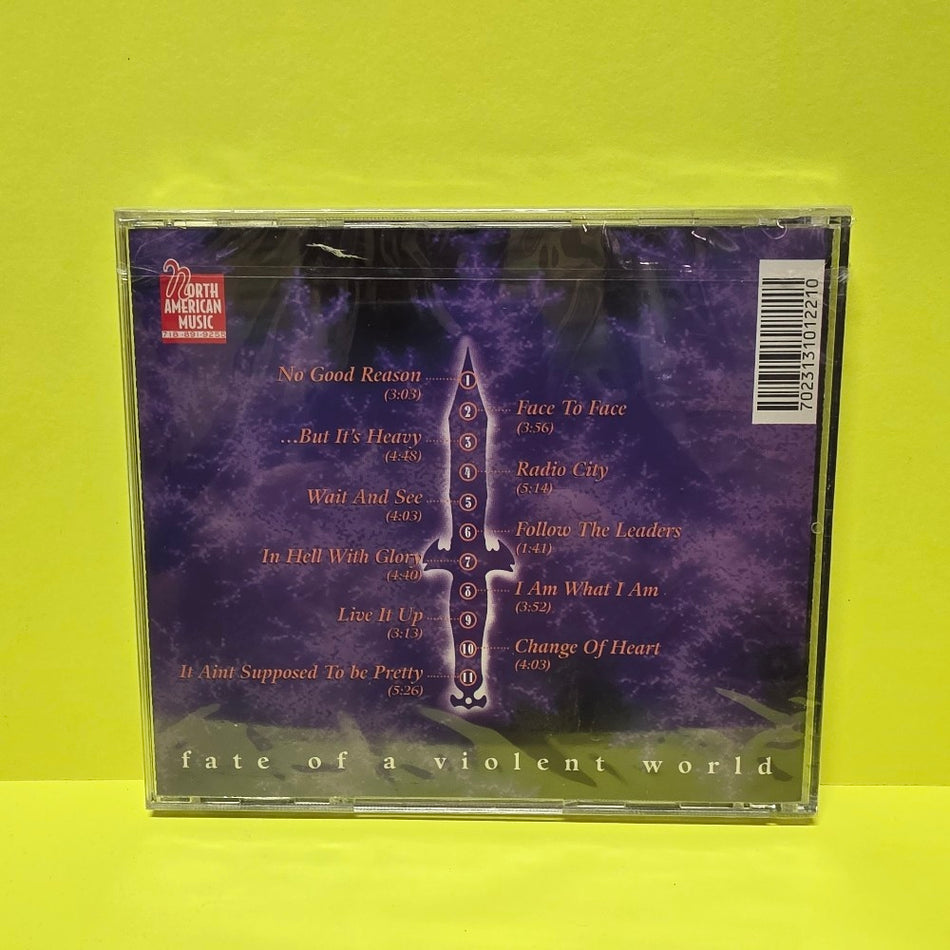 NORTH
AMERICAN
MUSIC
718-891-9255
702313101221​0
No Good Reason
(3:03)
1
2
Face To Face
(3:56)
...But It's Heavy
(4:48)
3
4
Radio City
(5:14)
Wait And See
(4:03)
5
6
Follow The Leaders
(1:41)
In Hell With Glory
(4:40)
7
8
I Am What I Am
(3:52)
Live It Up
(3:13)
9
10
Change Of Heart
(4:03)
It Aint Supposed To be Pretty
(5:26)
11
fate of a violent world